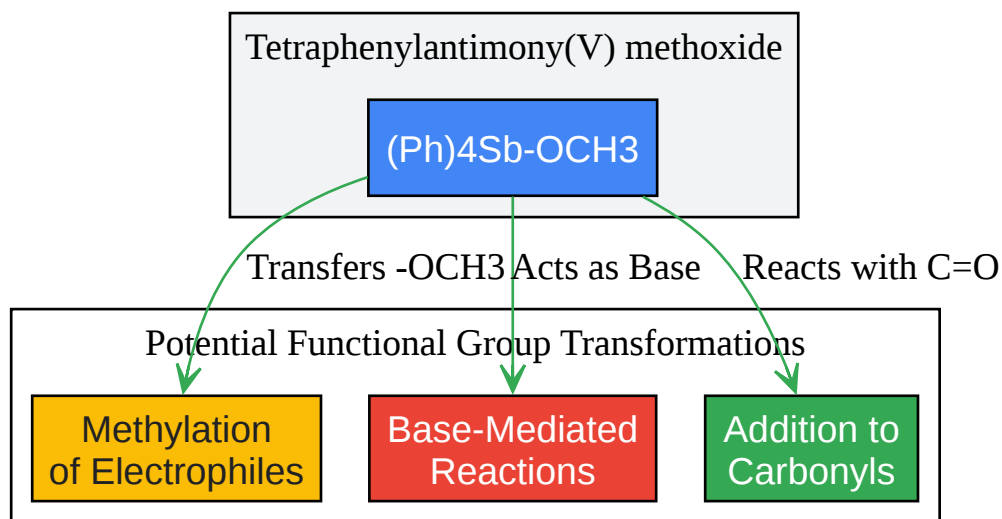 Tetraphenylantimony(V) methoxide
(Ph)4Sb-OCH3
Transfers -OCH3
Acts as Base
Reacts with C=O
Potential Functional Group Transformations
Methylation
of Electrophiles
Base-Mediated
Reactions
Addition to
Carbonyls